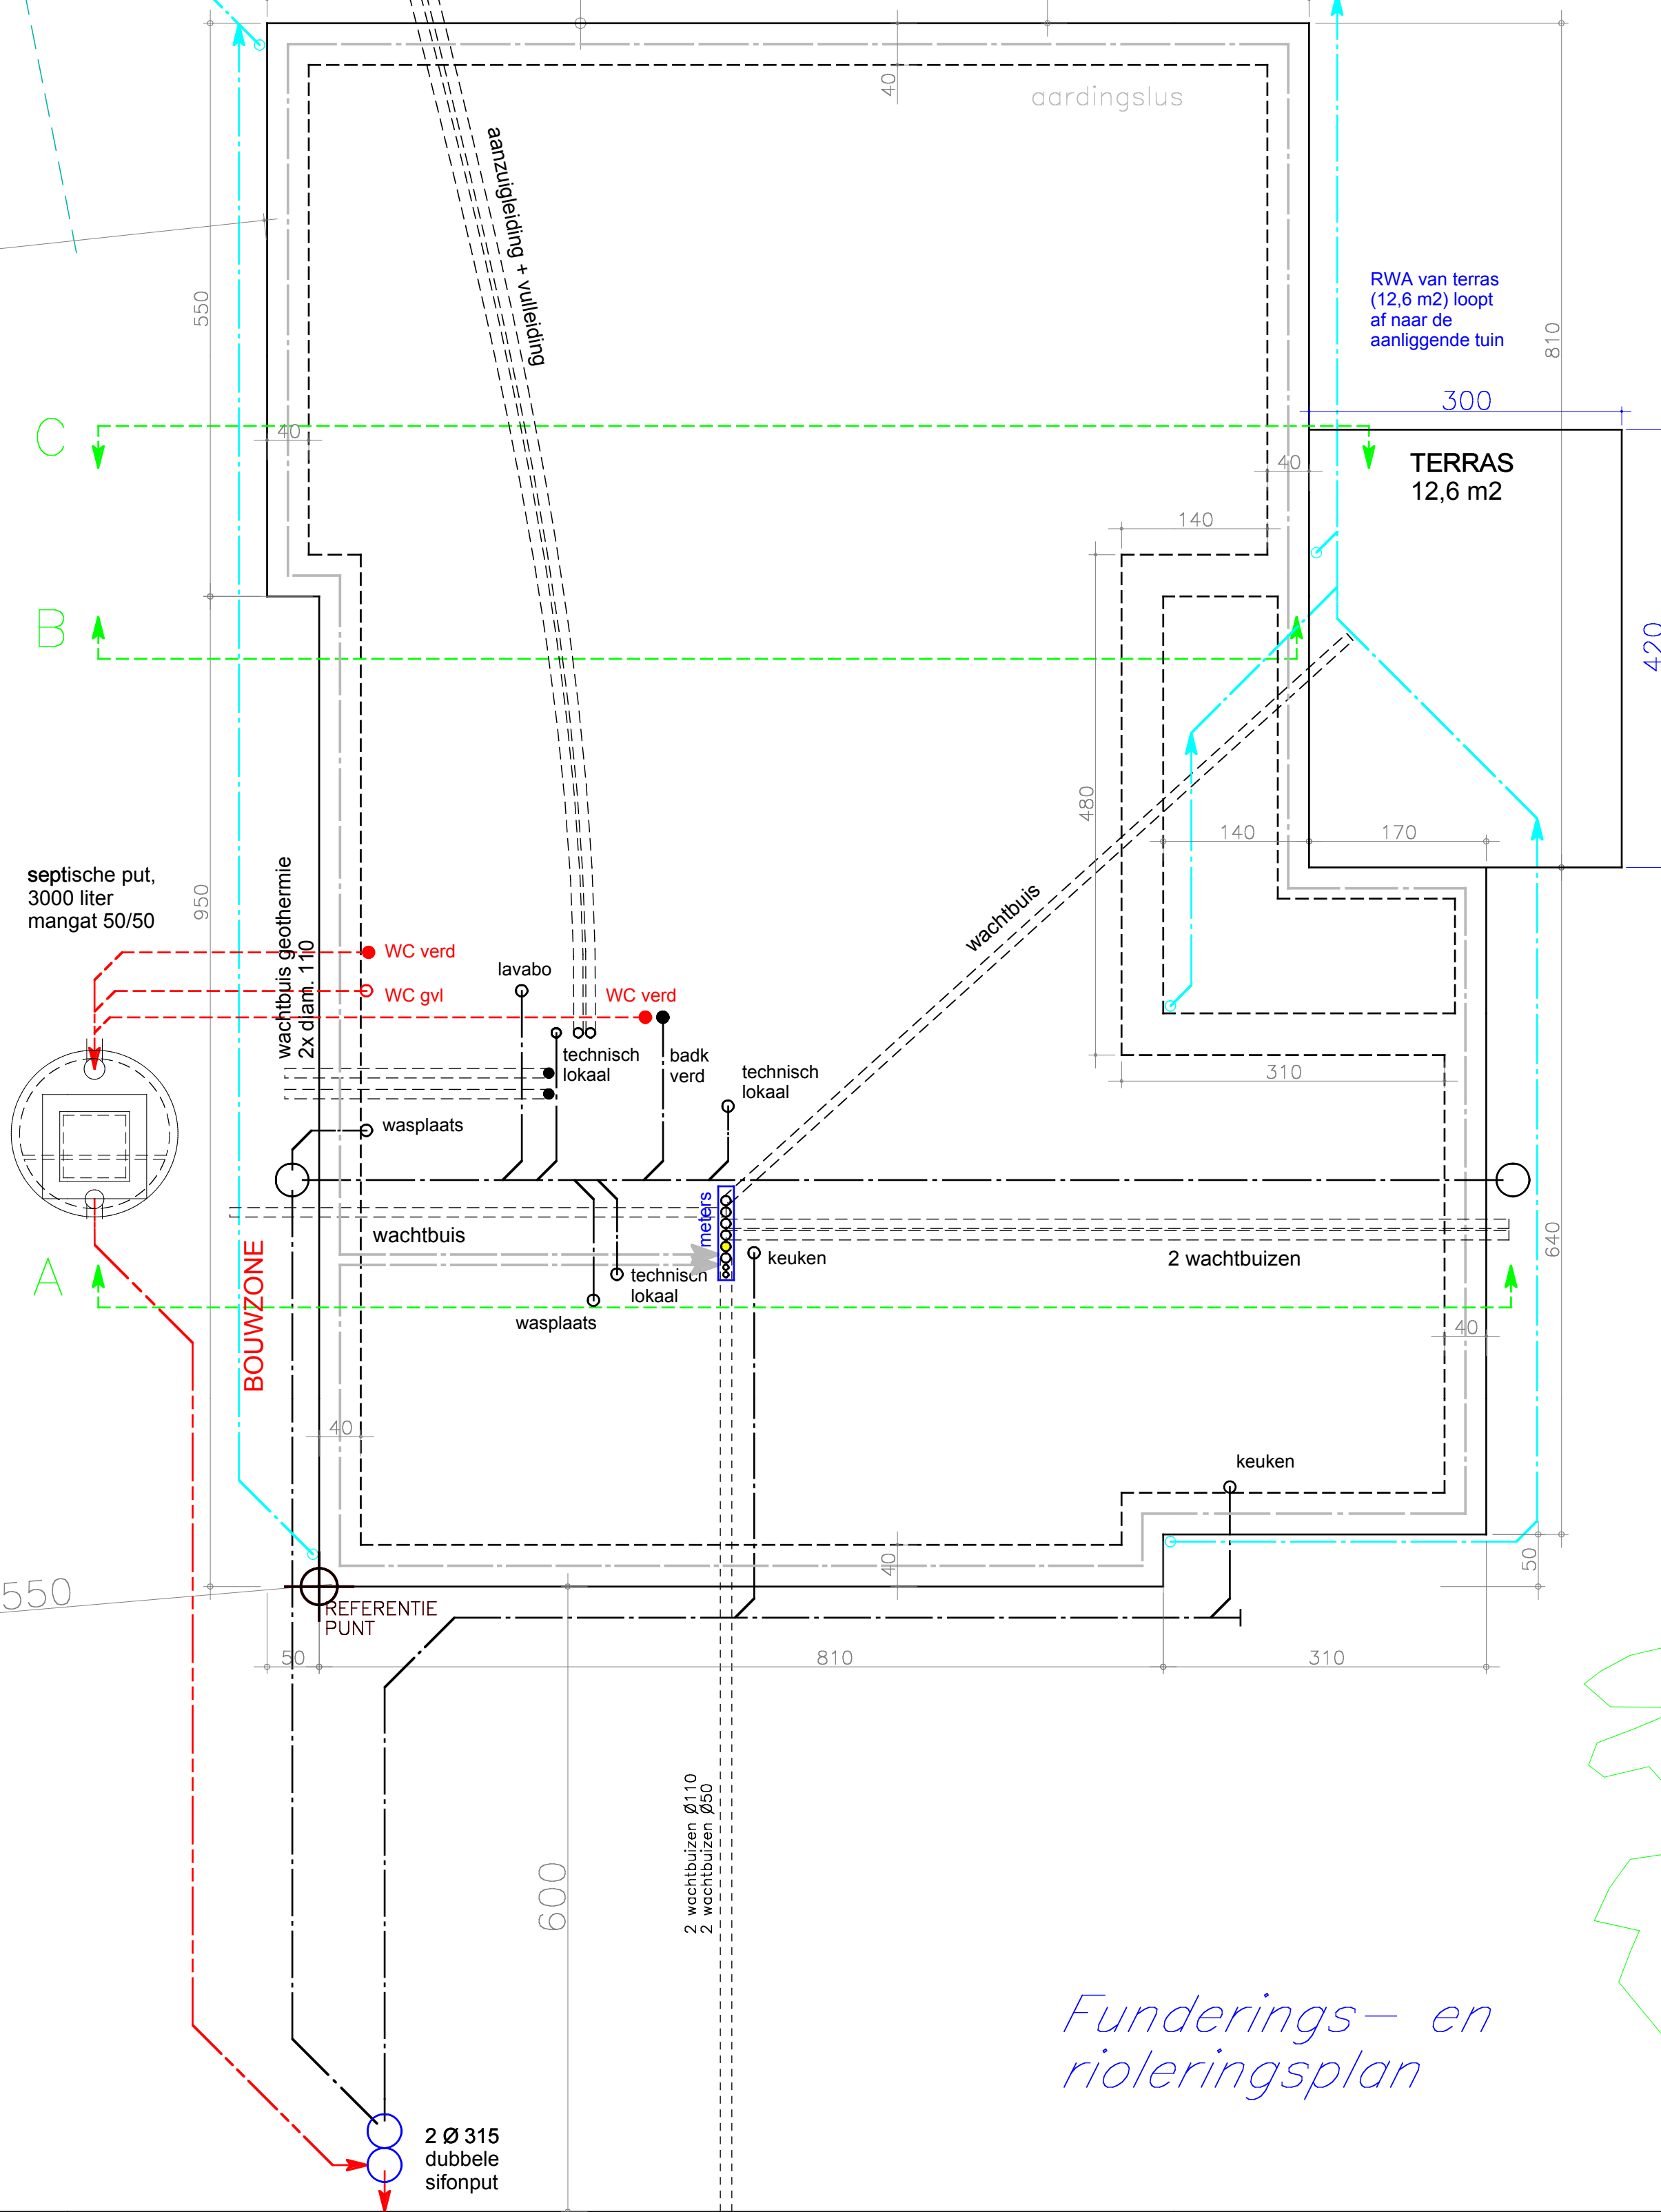 40
aardingslus
aanzuigleiding + vulleiding
550
RWA van terras
(12,6 m2) loopt
af naar de
aanliggende tuin
810
300
C
40
40
TERRAS
12,6 m2
140
B
420
480
140
170
septische put,
3000 liter
mangat 50/50
950
wachtbuis geothermie
2x diam. 110
wachtbuis
WC verd
WC gvl
lavabo
WC verd
technisch
lokaal
badk
verd
technisch
lokaal
310
wasplaats
meters
wachtbuis
keuken
2 wachtbuizen
640
A
BOUWZONE
technisch
lokaal
wasplaats
40
40
keuken
40
50
550
REFERENTIE
PUNT
50
810
310
2 wachtbuizen Ø110
2 wachtbuizen Ø50
600
Funderings- en
rioleringsplan
2 Ø 315
dubbele
sifonput